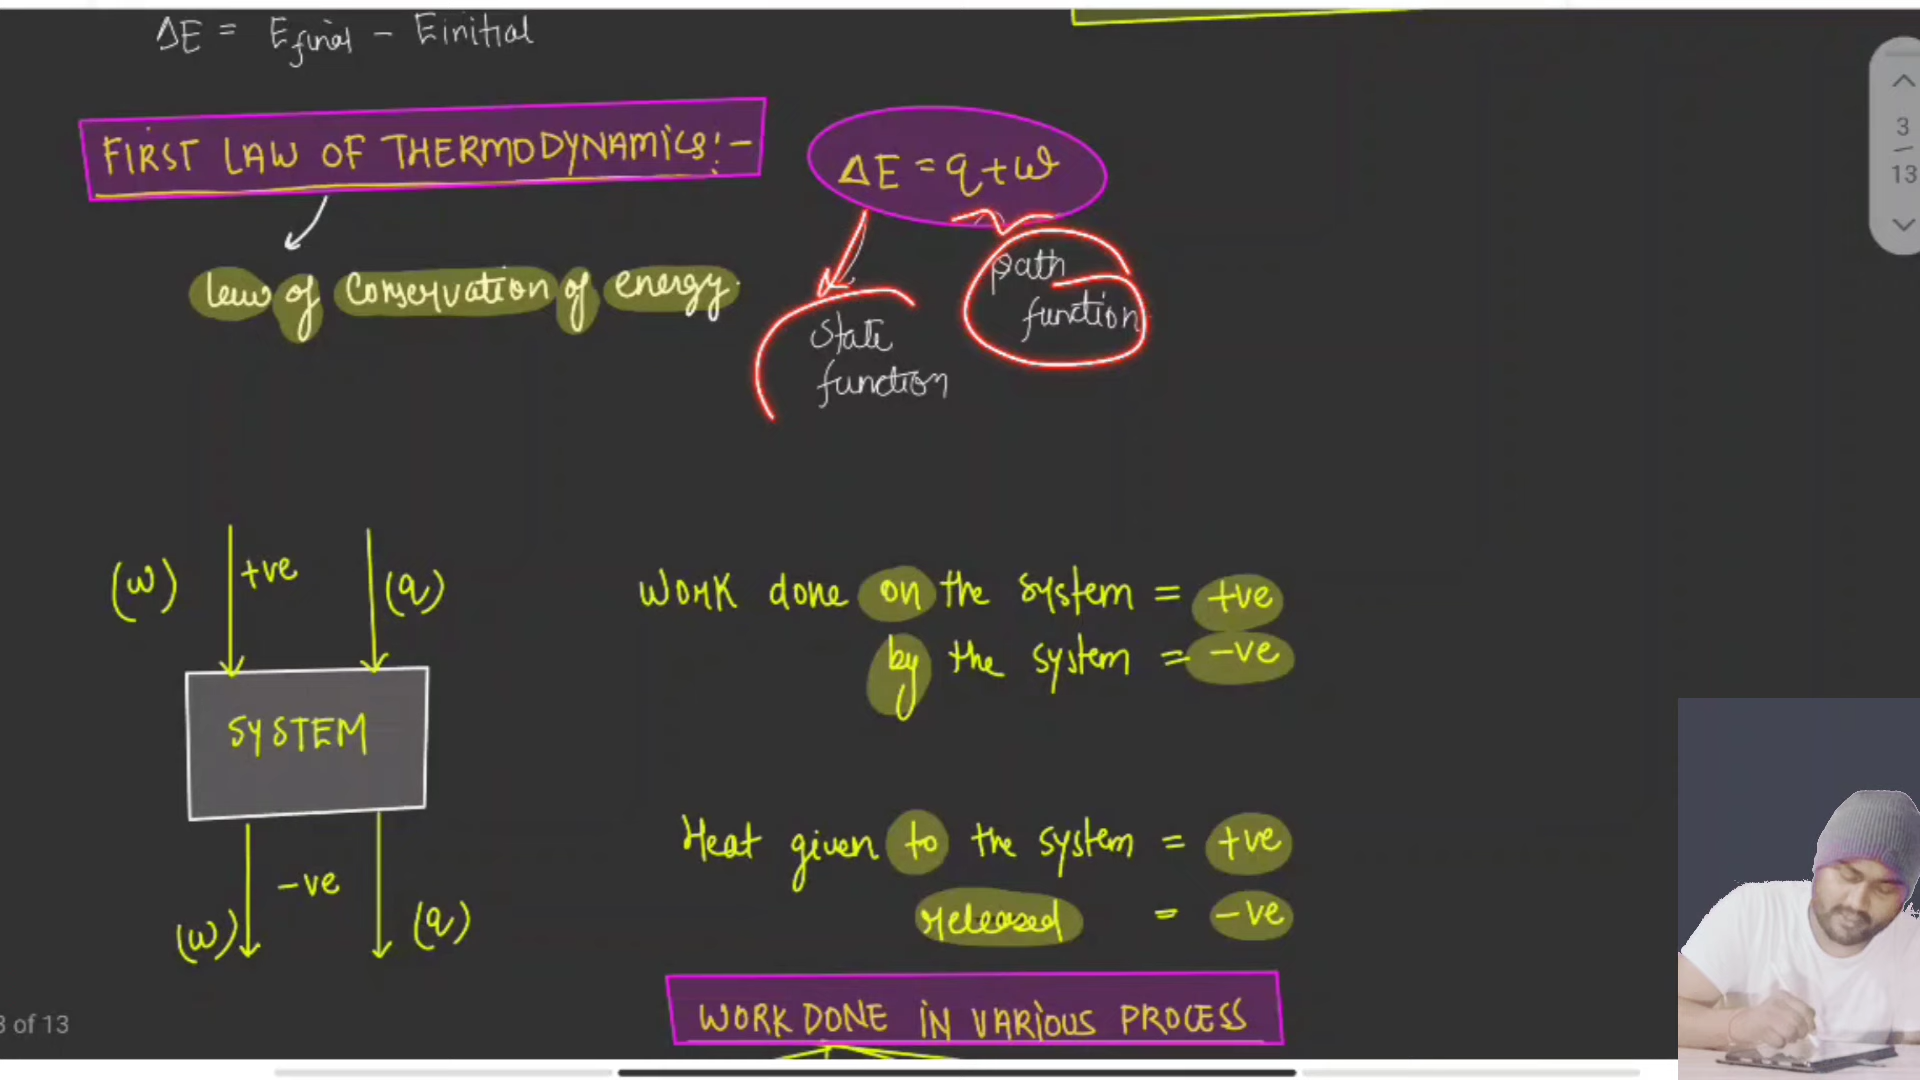 ΔE = Efinal - Einitial
FIRST LAW OF THERMODYNAMICS:-
ΔE = q + w
law of conservation of energy.
path
function
state
function
3
13
(w) +ve (q)
SYSTEM
-ve
(w) (q)
Work done on the system = +ve
by the system = -ve
Heat given to the system = +ve
released = -ve
WORK DONE IN VARIOUS PROCESS
3 of 13